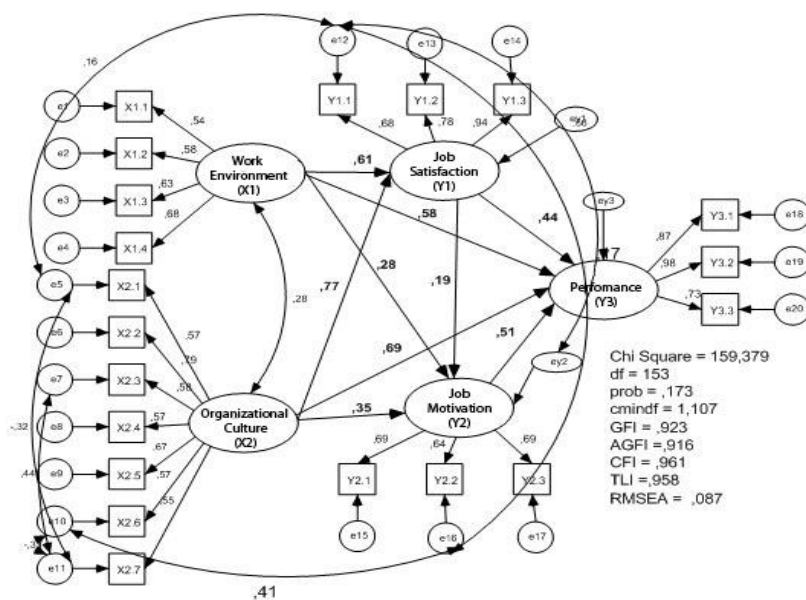 e12
e13
e14
,16
Y1.1
Y1.2
Y1.3
X1.1
,54
,68
,78
,94
ey1
e2
X1.2
,58
Work
Environment
(X1)
,61
Job
Satisfaction
(Y1)
e3
X1.3
,63
,58
,44
ey3
Y3.1
e18
e4
X1.4
,68
,87
,28
,19
7
,98
Y3.2
e19
e5
X2.1
,28
,77
Perfomance
(Y3)
,73
Y3.3
e20
e6
X2.2
,57
,69
,51
ey2
e7
X2.3
,79
,58
Chi Square = 159,379
df = 153
prob = ,173
cmindf = 1,107
GFI = ,923
AGFI = ,916
CFI = ,961
TLI = ,958
RMSEA = ,087
e8
X2.4
,57
Organizational
Culture
(X2)
,35
Job
Motivation
(Y2)
-,32
,67
e9
X2.5
,57
,69
,64
,69
,44
,55
Y2.1
Y2.2
Y2.3
e10
X2.6
e15
e16
e17
-,3
e11
X2.7
,41